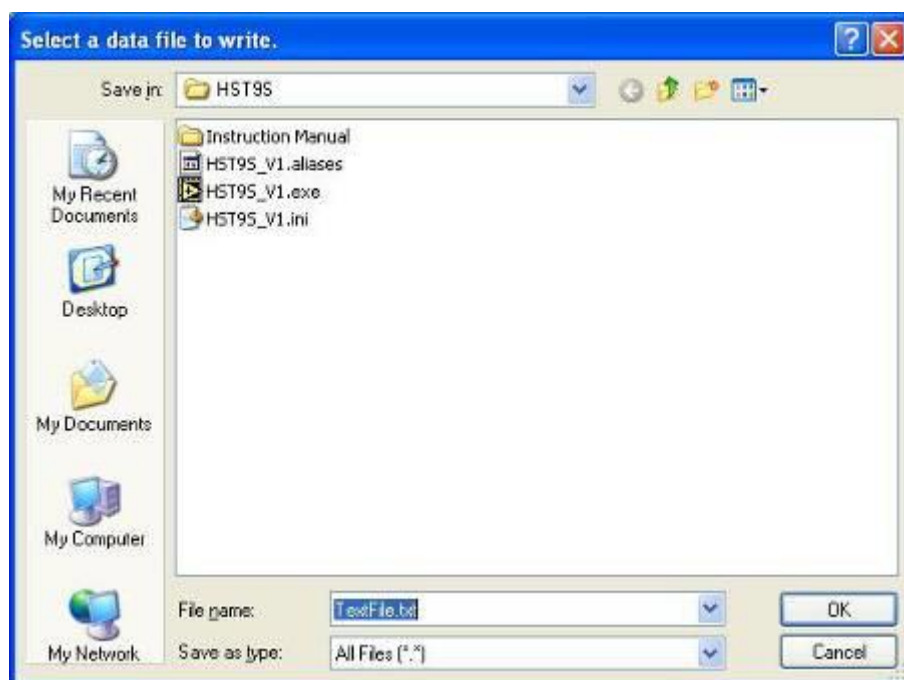 Select a data file to write.
Save in: HST9S
Instruction Manual
HST9S_V1.aliases
HST9S_V1.exe
HST9S_V1.ini
My Recent
Documents
Desktop
My Documents
My Computer
My Network
File name: TextFile.txt OK
Save as type: All Files (*.*) Cancel